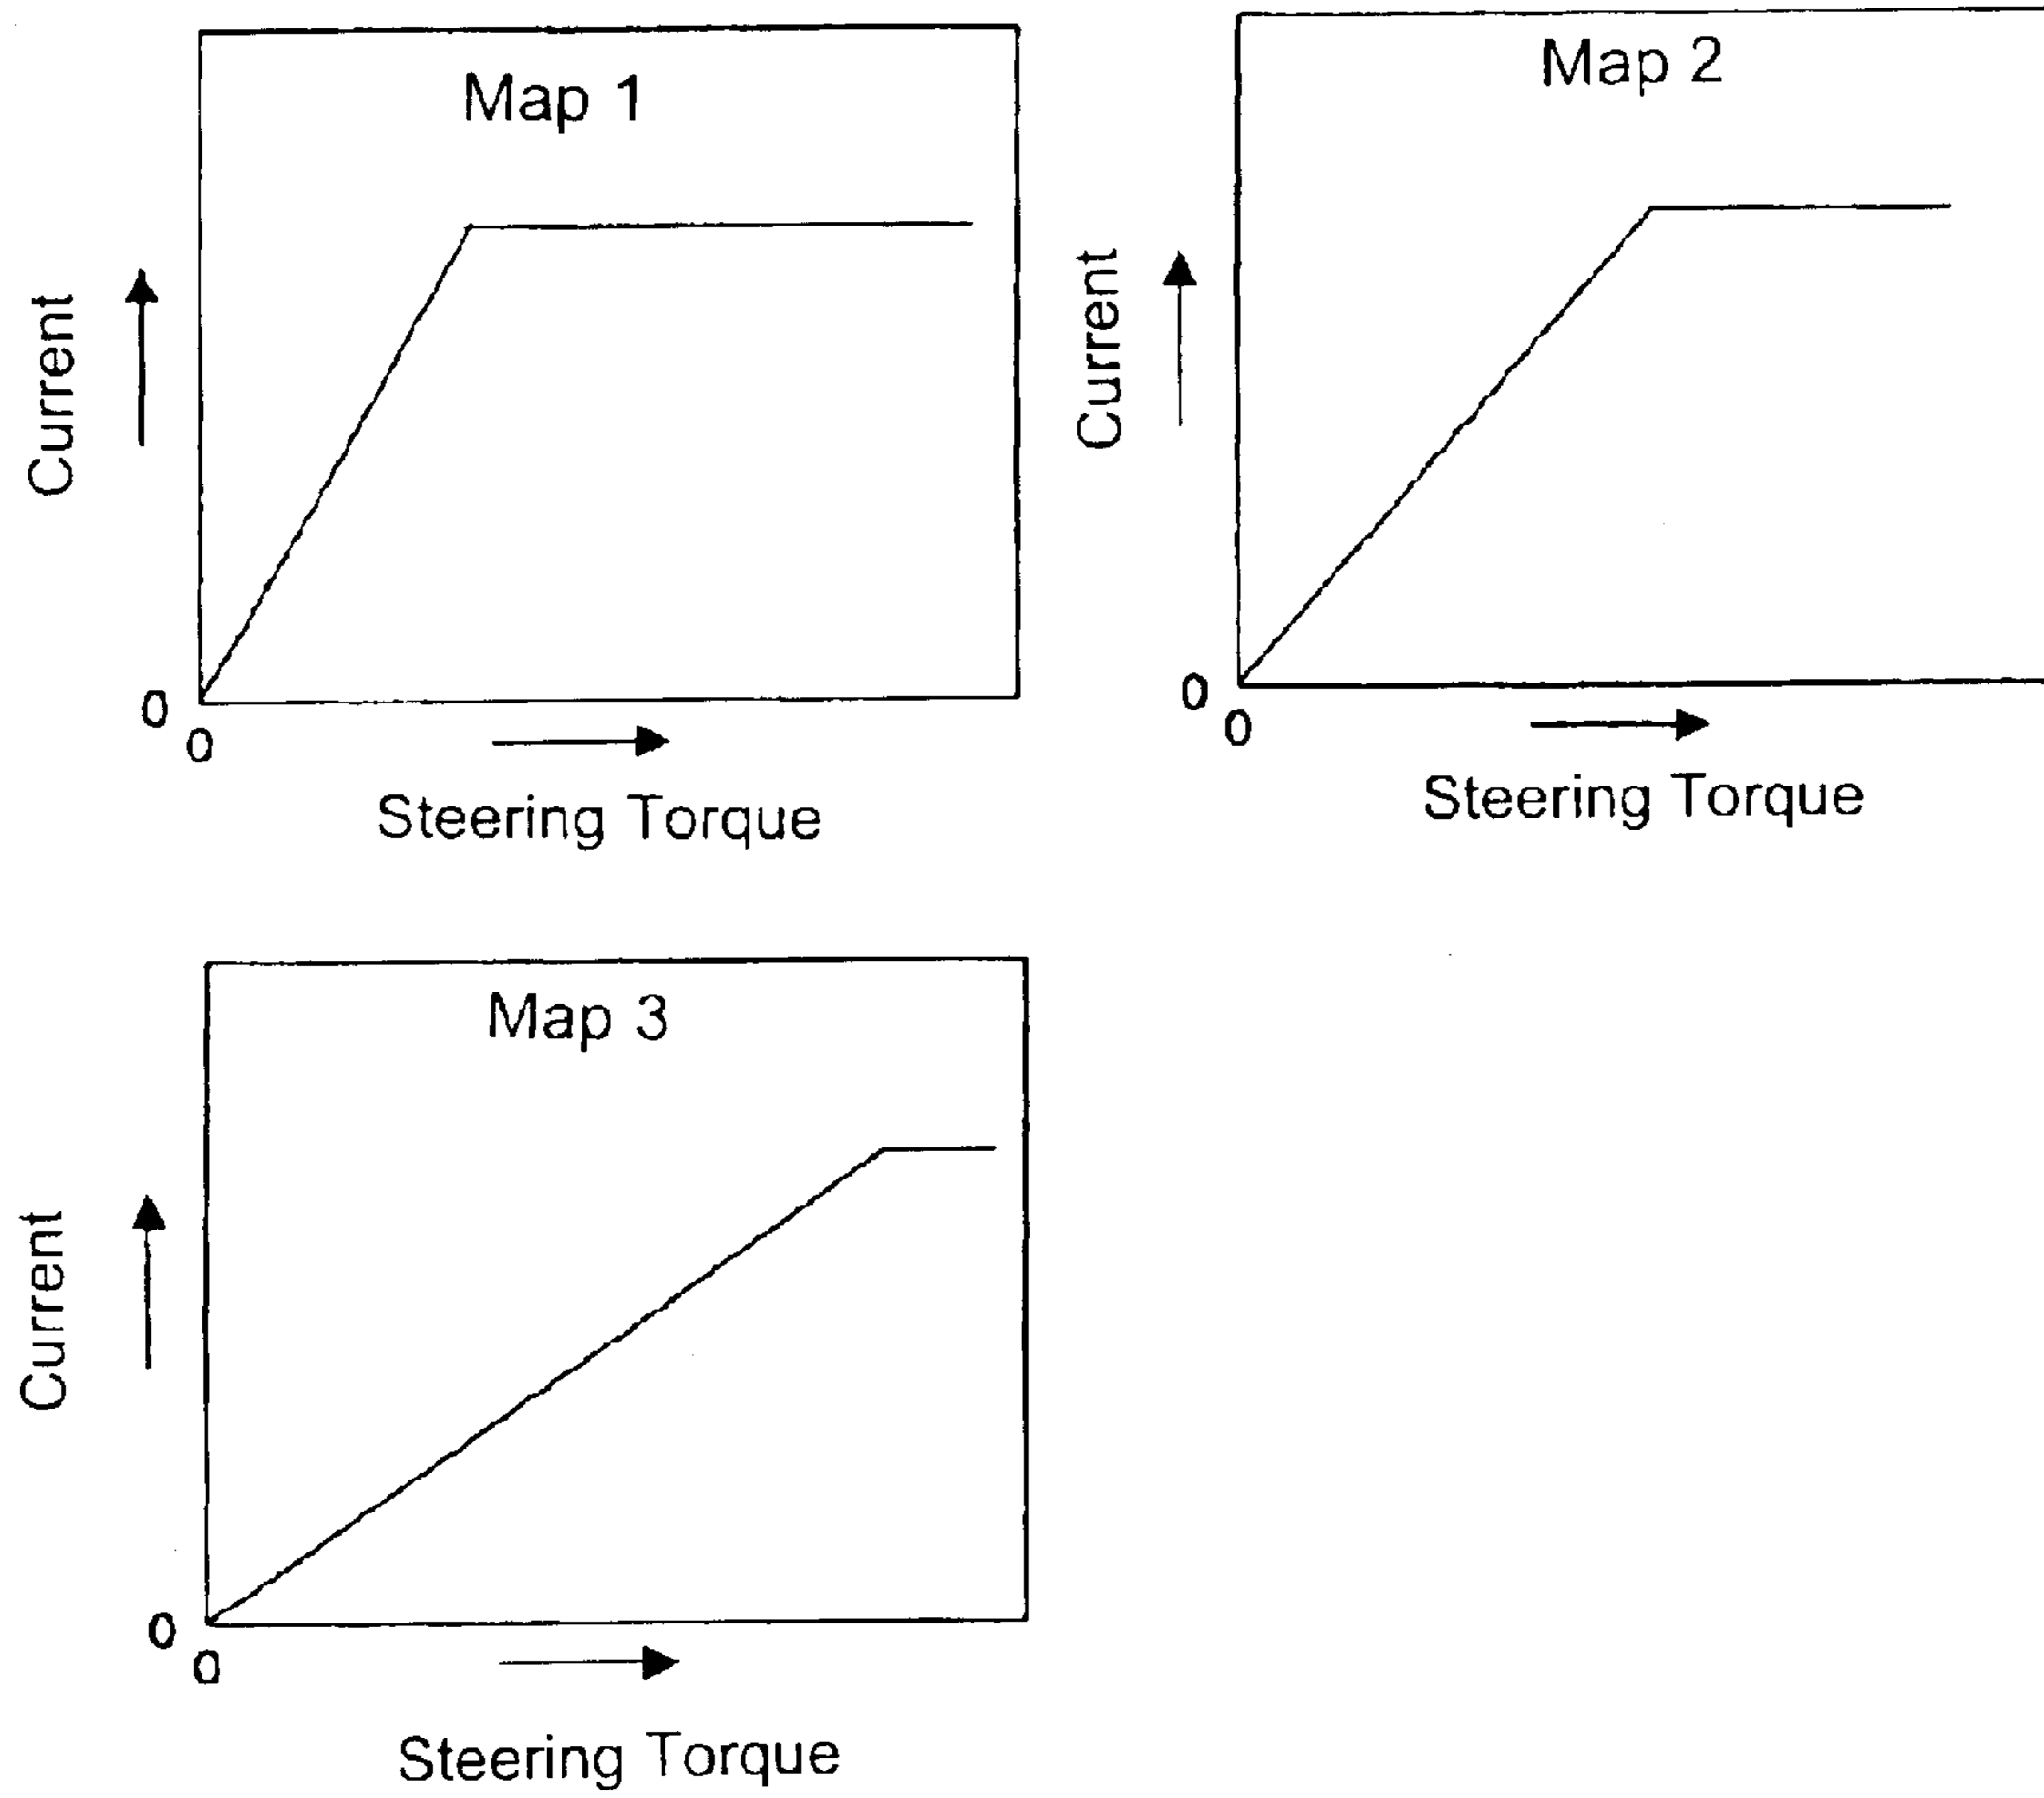 Map 1
Current
0
0
Steering Torque
Map 2
Current
0
0
Steering Torque
Map 3
Current
0
0
Steering Torque